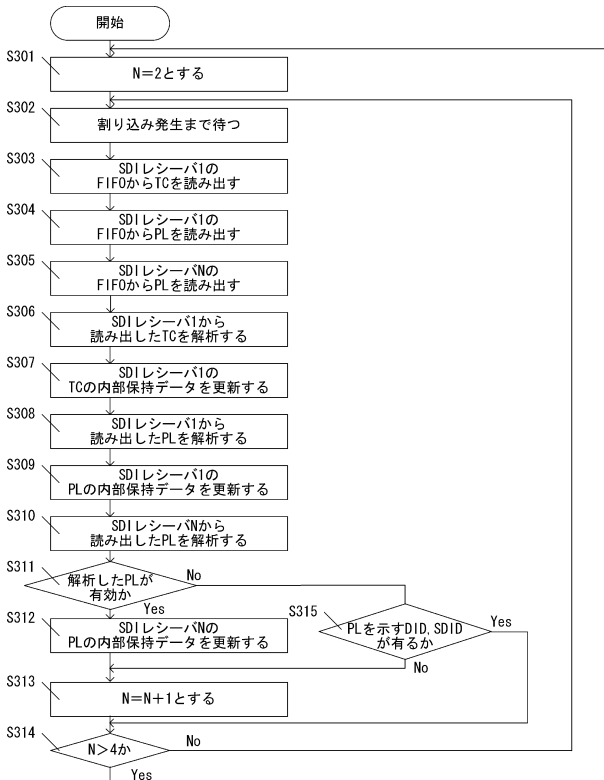 開始
S301
N=2とする
S302
割り込み発生まで待つ
S303
SDIレシーバ1の
FIFOからTCを読み出す
S304
SDIレシーバ1の
FIFOからPLを読み出す
S305
SDIレシーバNの
FIFOからPLを読み出す
S306
SDIレシーバ1から
読み出したTCを解析する
S307
SDIレシーバ1の
TCの内部保持データを更新する
S308
SDIレシーバ1から
読み出したPLを解析する
S309
SDIレシーバ1の
PLの内部保持データを更新する
S310
SDIレシーバNから
読み出したPLを解析する
S311
解析したPLが
有効か
No
Yes
S312
SDIレシーバNの
PLの内部保持データを更新する
S315
PLを示すDID, SDID
が有るか
Yes
No
S313
N=N+1とする
S314
N>4か
No
Yes